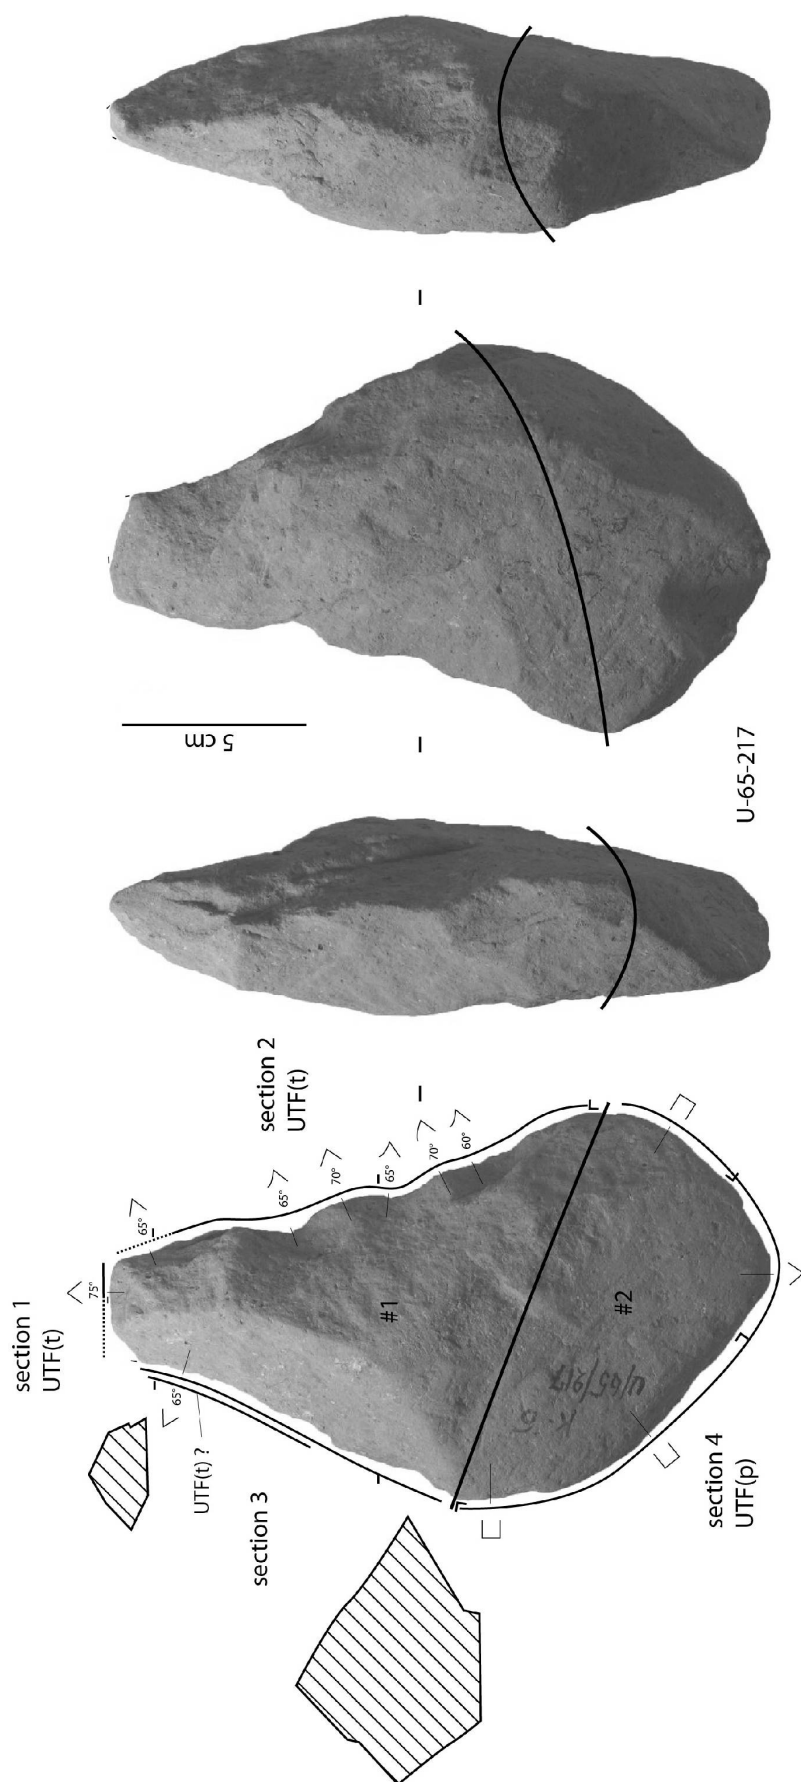 section 1
UTF(t)
section 2
UTF(t)
75°
65°
65°
70°
65°
70°
60°
65°
UTF(t) ?
section 3
#1
#2
section 4
UTF(p)
5 cm
U-65-217